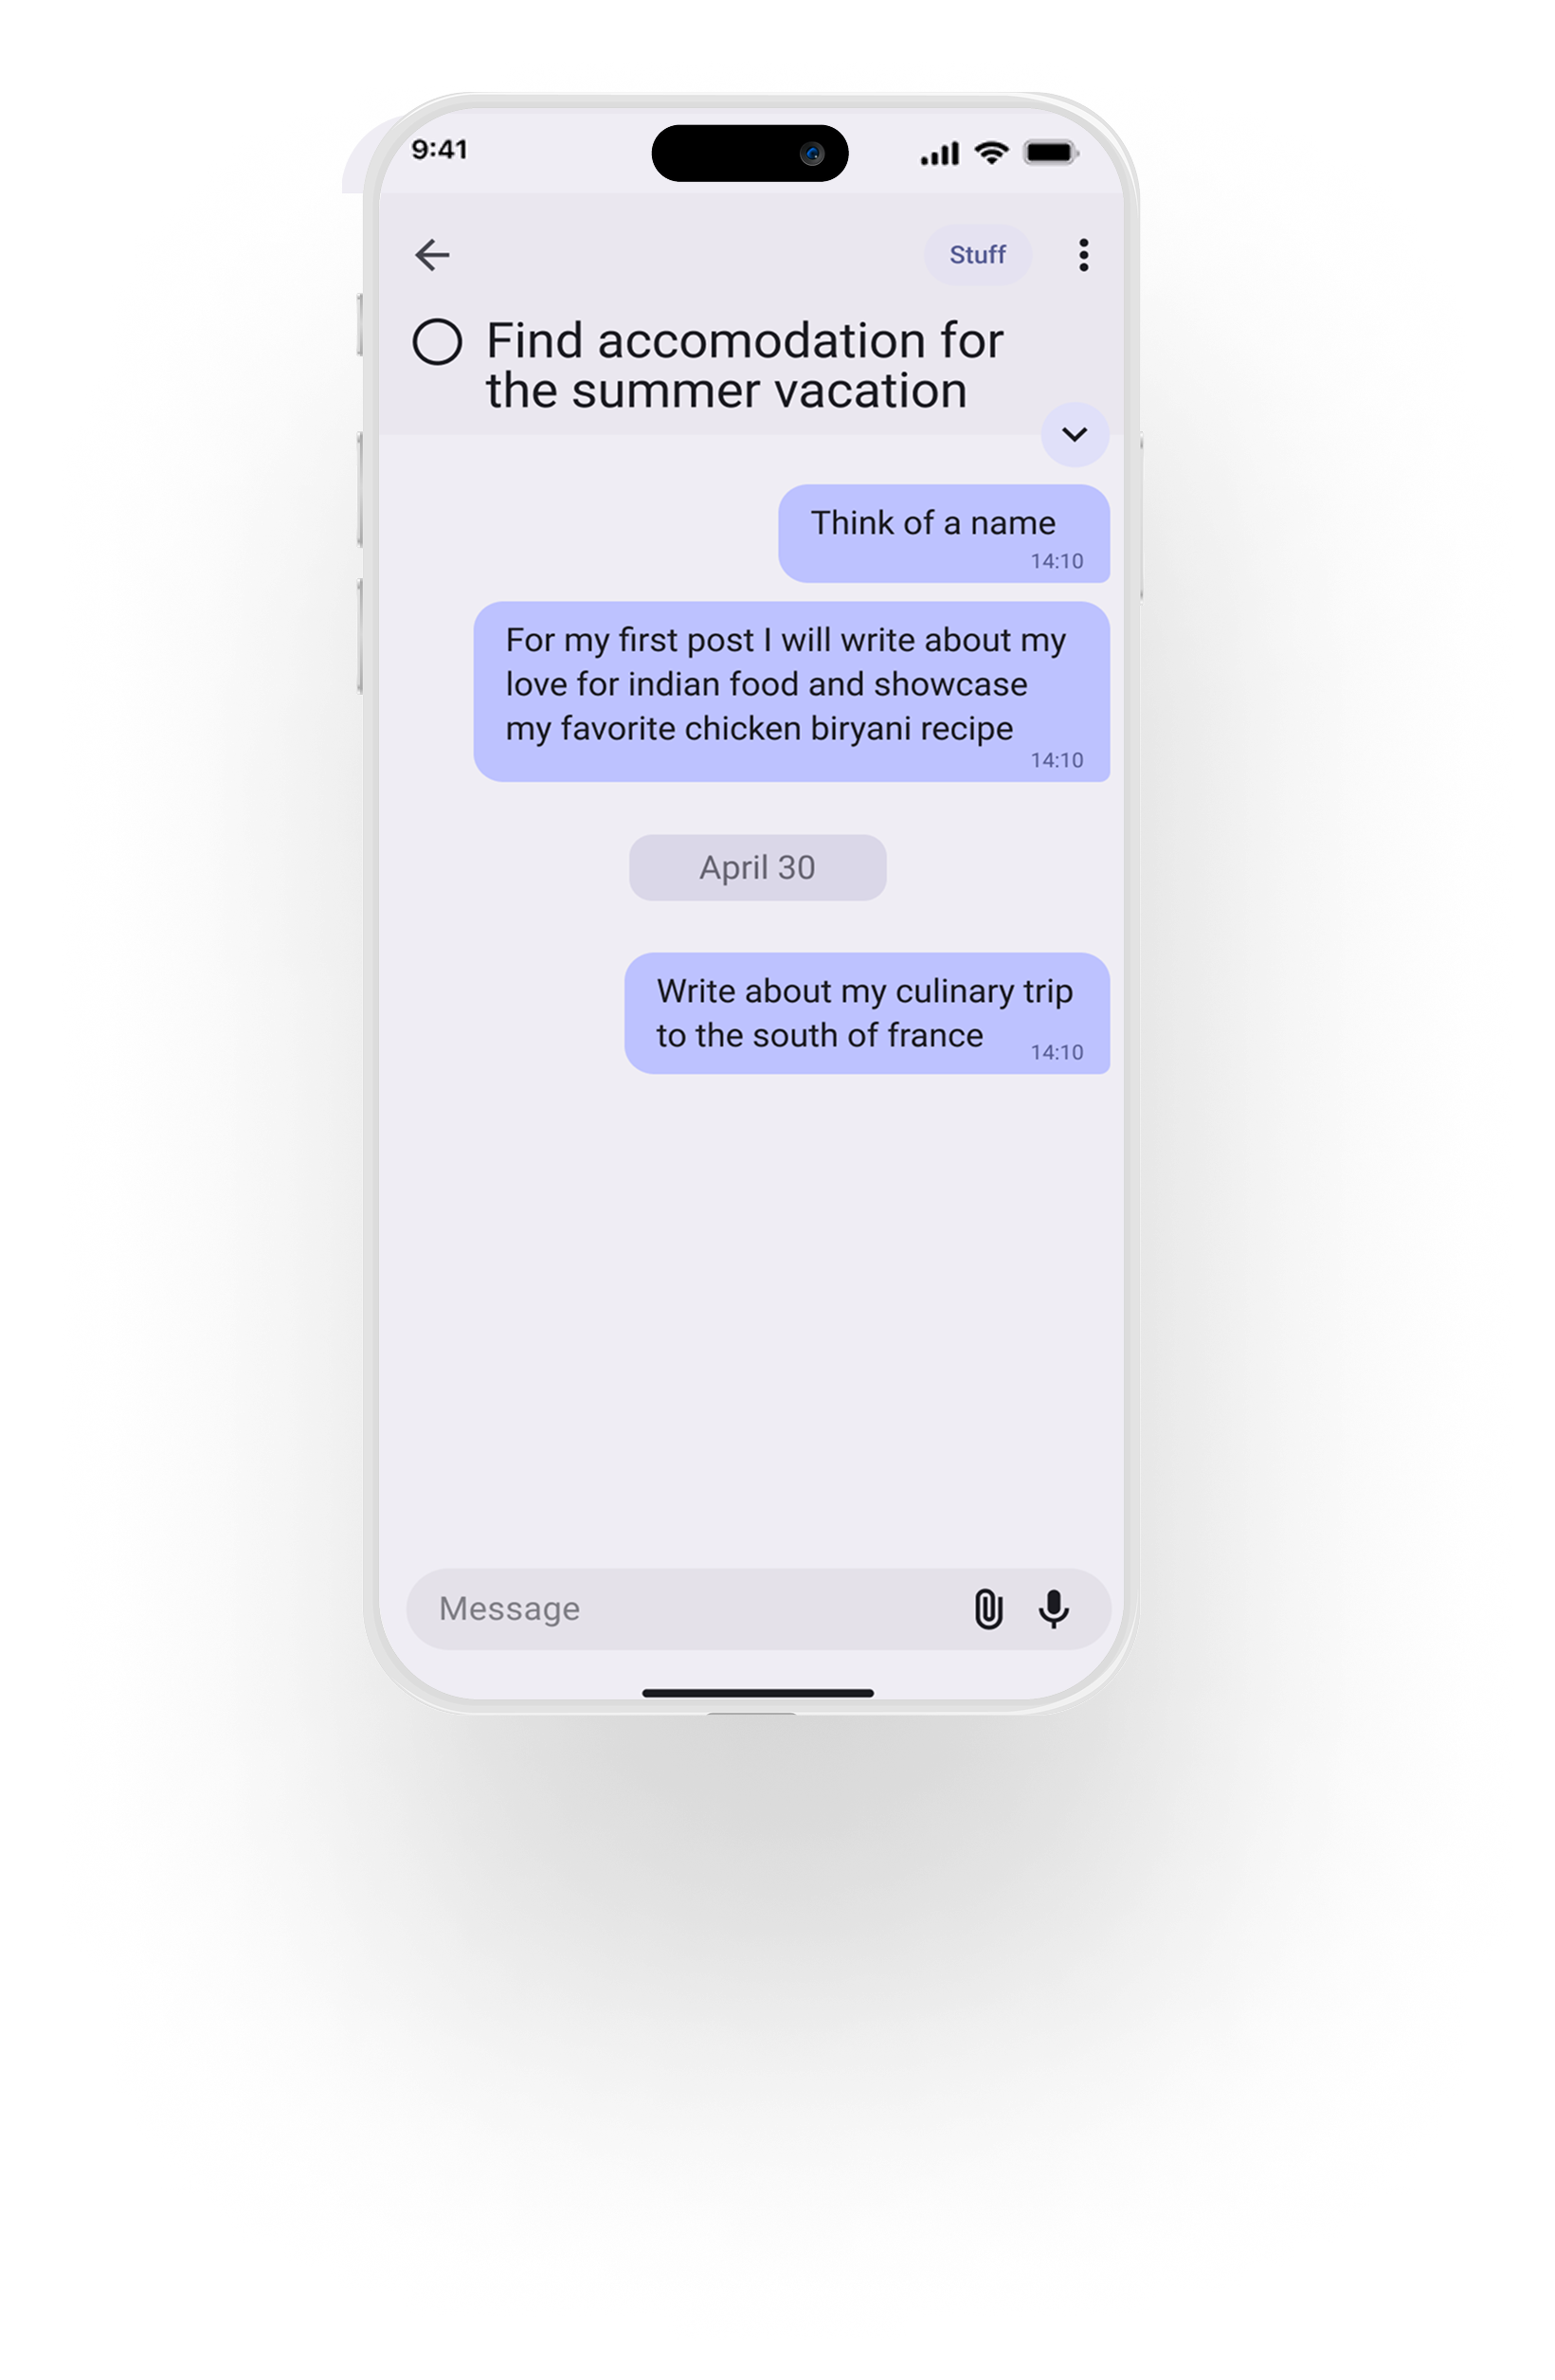 9:41
Stuff
Find accomodation for
the summer vacation
Think of a name
14:10
For my first post I will write about my
love for indian food and showcase
my favorite chicken biryani recipe
14:10
April 30
Write about my culinary trip
to the south of france
14:10
Message